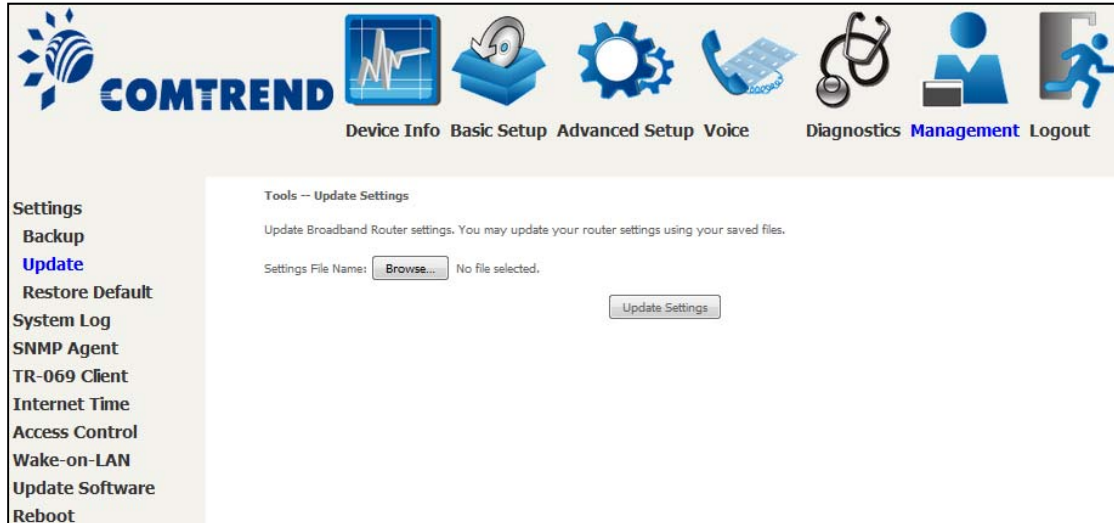 COMTREND
Device Info Basic Setup Advanced Setup Voice Diagnostics Management Logout
Settings
Backup
Update
Restore Default
System Log
SNMP Agent
TR-069 Client
Internet Time
Access Control
Wake-on-LAN
Update Software
Reboot
Tools -- Update Settings
Update Broadband Router settings. You may update your router settings using your saved files.
Settings File Name: Browse... No file selected.
Update Settings